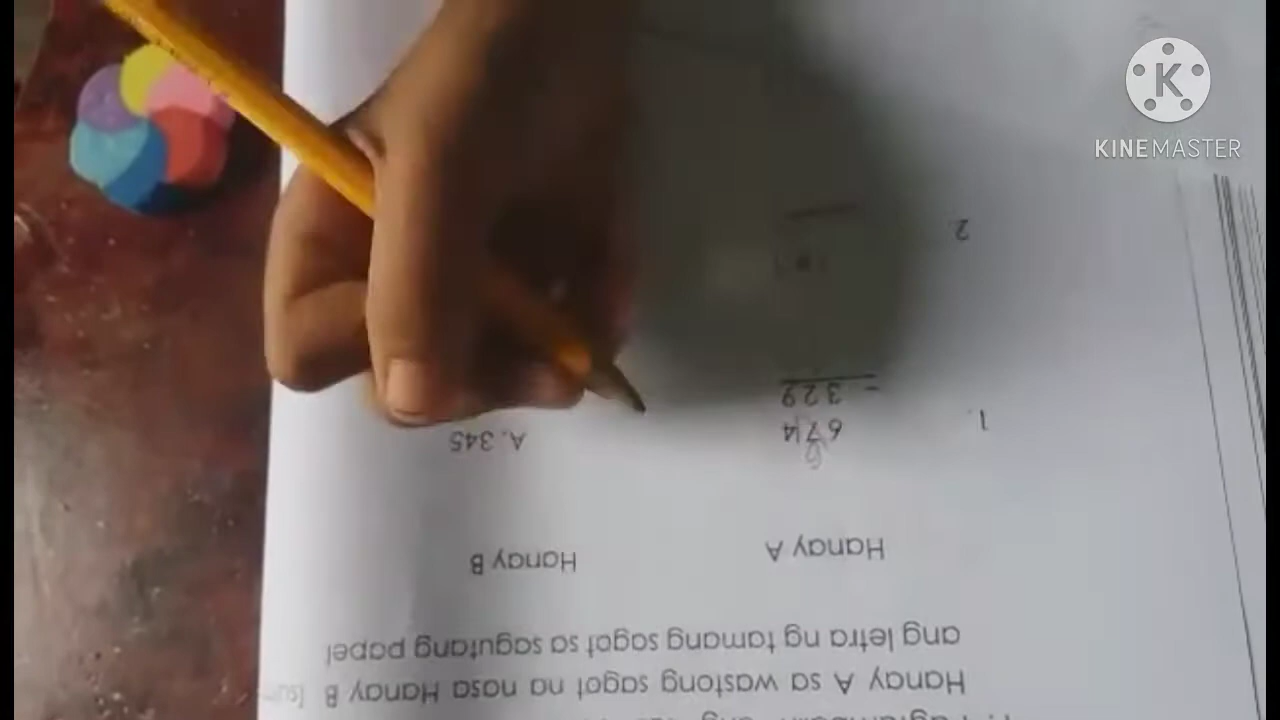 Hanay A sa wastong sagot na nasa Hanay B
ang letra ng tamang sagot sa sagutang papel
Hanay A
Hanay B
6
1.
674
A. 345
= 329
2
K
KINEMASTER